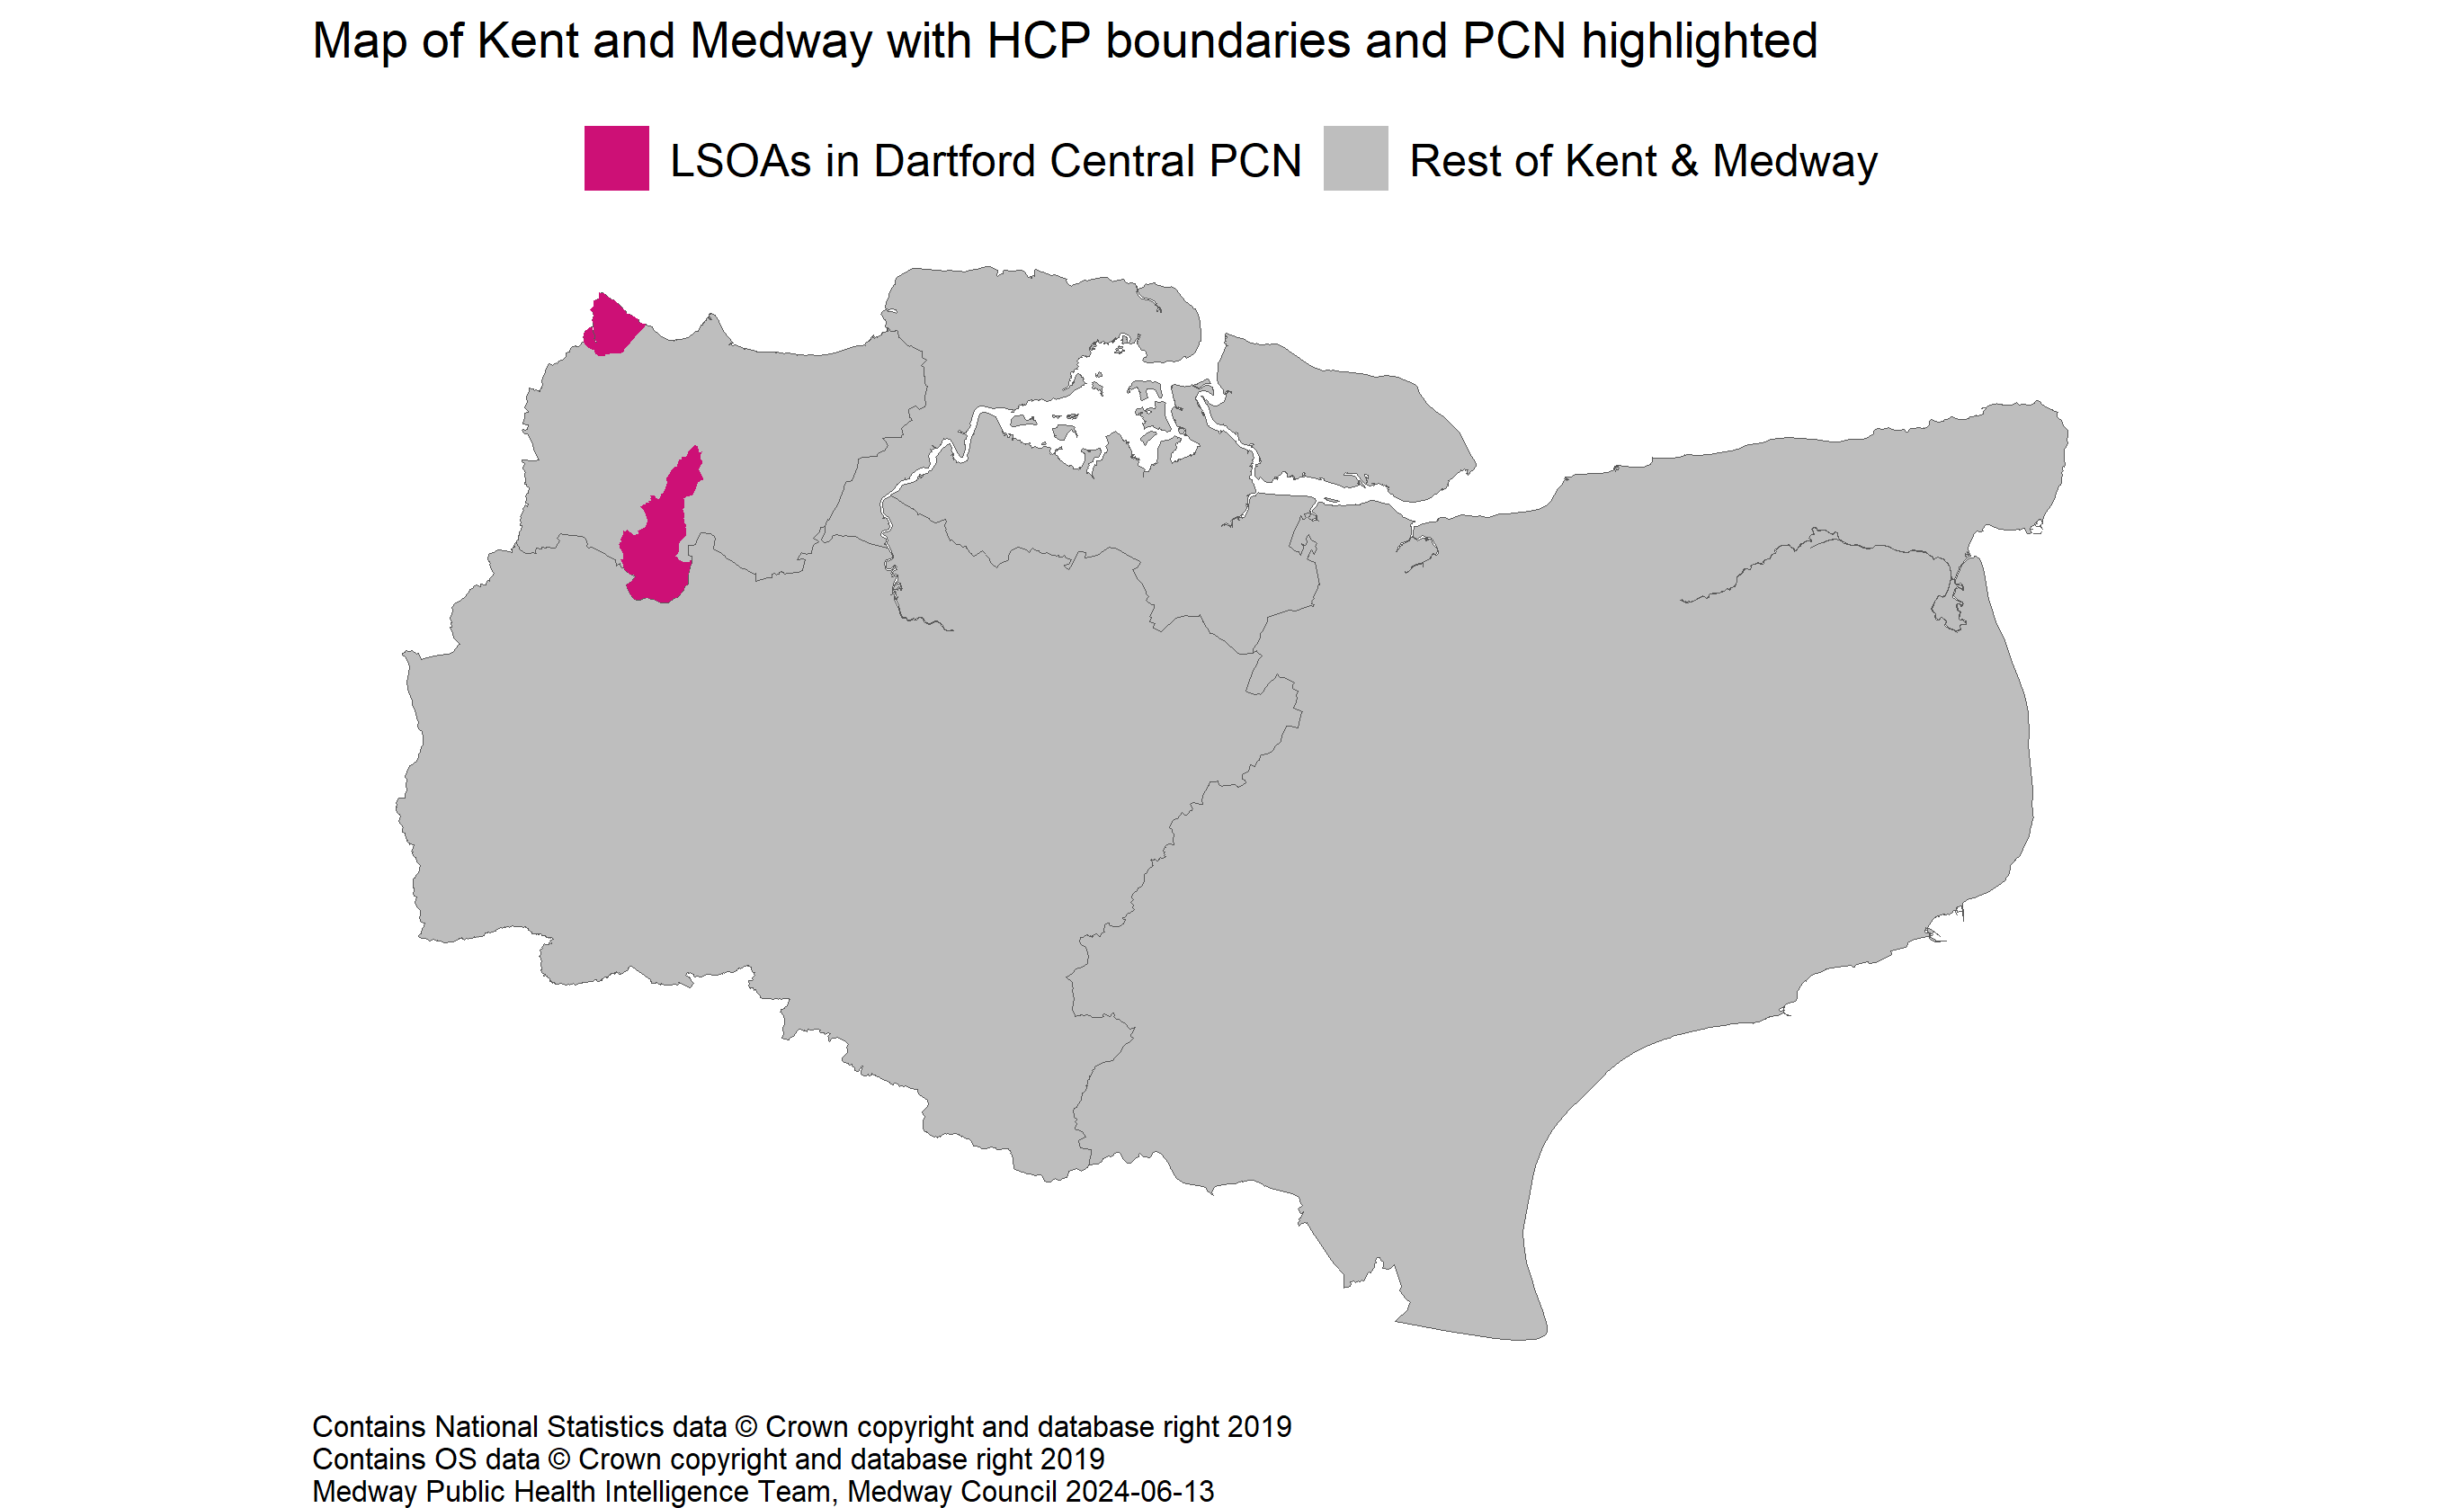 Map of Kent and Medway with HCP boundaries and PCN highlighted
LSOAs in Dartford Central PCN Rest of Kent & Medway
Contains National Statistics data © Crown copyright and database right 2019
Contains OS data © Crown copyright and database right 2019
Medway Public Health Intelligence Team, Medway Council 2024-06-13